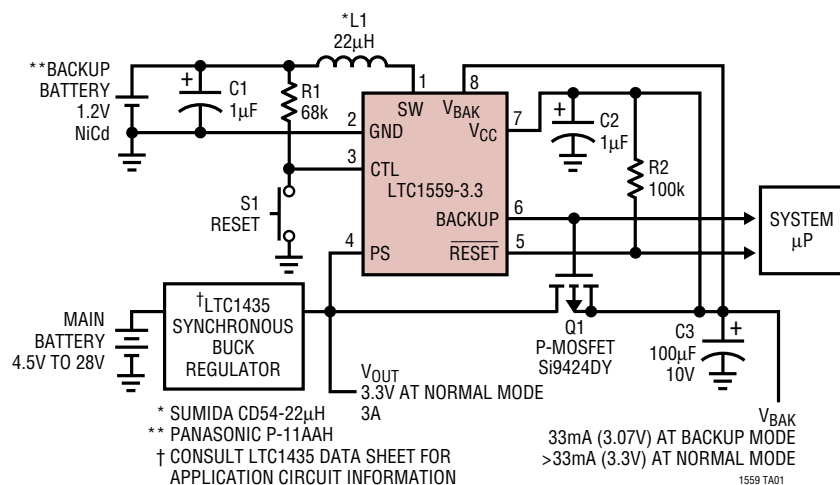 *L1
22µH
**BACKUP
BATTERY
1.2V
NiCd
+
C1
1µF
R1
68k
1
8
SW
VBAK
2
GND
VCC
7
3
CTL
LTC1559-3.3
+
C2
1µF
R2
100k
S1
RESET
BACKUP
6
4
PS
RESET
5
SYSTEM
µP
MAIN
BATTERY
4.5V TO 28V
†LTC1435
SYNCHRONOUS
BUCK
REGULATOR
Q1
P-MOSFET
Si9424DY
C3
100µF
10V
+
VOUT
3.3V AT NORMAL MODE
3A
VBAK
33mA (3.07V) AT BACKUP MODE
>33mA (3.3V) AT NORMAL MODE
* SUMIDA CD54-22µH
** PANASONIC P-11AAH
† CONSULT LTC1435 DATA SHEET FOR
APPLICATION CIRCUIT INFORMATION
1559 TA01